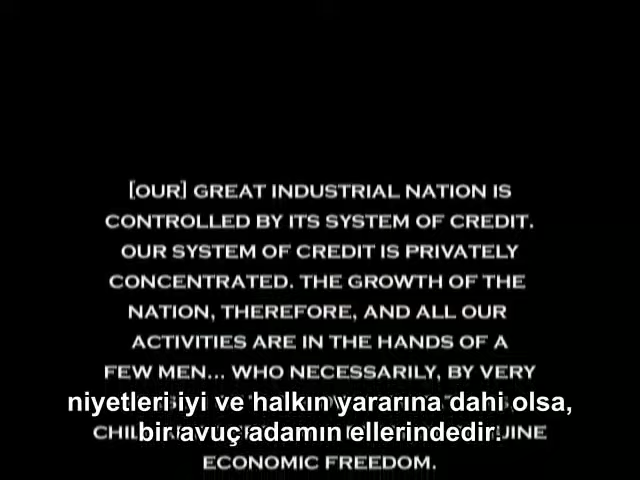 [OUR] GREAT INDUSTRIAL NATION IS
CONTROLLED BY ITS SYSTEM OF CREDIT.
OUR SYSTEM OF CREDIT IS PRIVATELY
CONCENTRATED. THE GROWTH OF THE
NATION, THEREFORE, AND ALL OUR
ACTIVITIES ARE IN THE HANDS OF A
FEW MEN... WHO NECESSARILY, BY VERY
niyetleri iyi ve halkın yararına dahi olsa,
bir avuç adamın ellerindedir.
ECONOMIC FREEDOM.